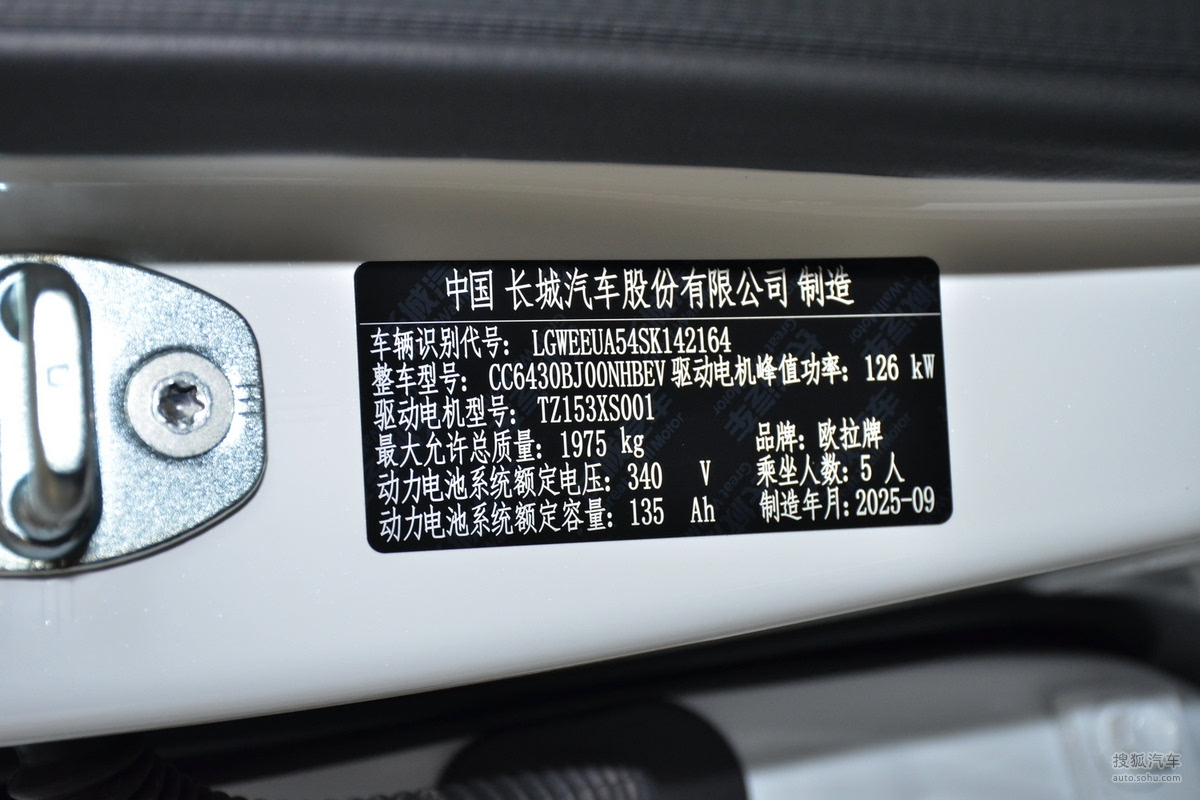 中国 长城汽车股份有限公司 制造
车辆识别代号: LGWEEUA54SK142164
整车型号: CC6430BJ00NHBEV 驱动电机峰值功率: 126 kW
驱动电机型号: TZ153XS001
最大允许总质量: 1975 kg 品牌: 欧拉牌
动力电池系统额定电压: 340 V 乘坐人数: 5 人
动力电池系统额定容量: 135 Ah 制造年月: 2025-09
搜狐汽车
auto.sohu.com